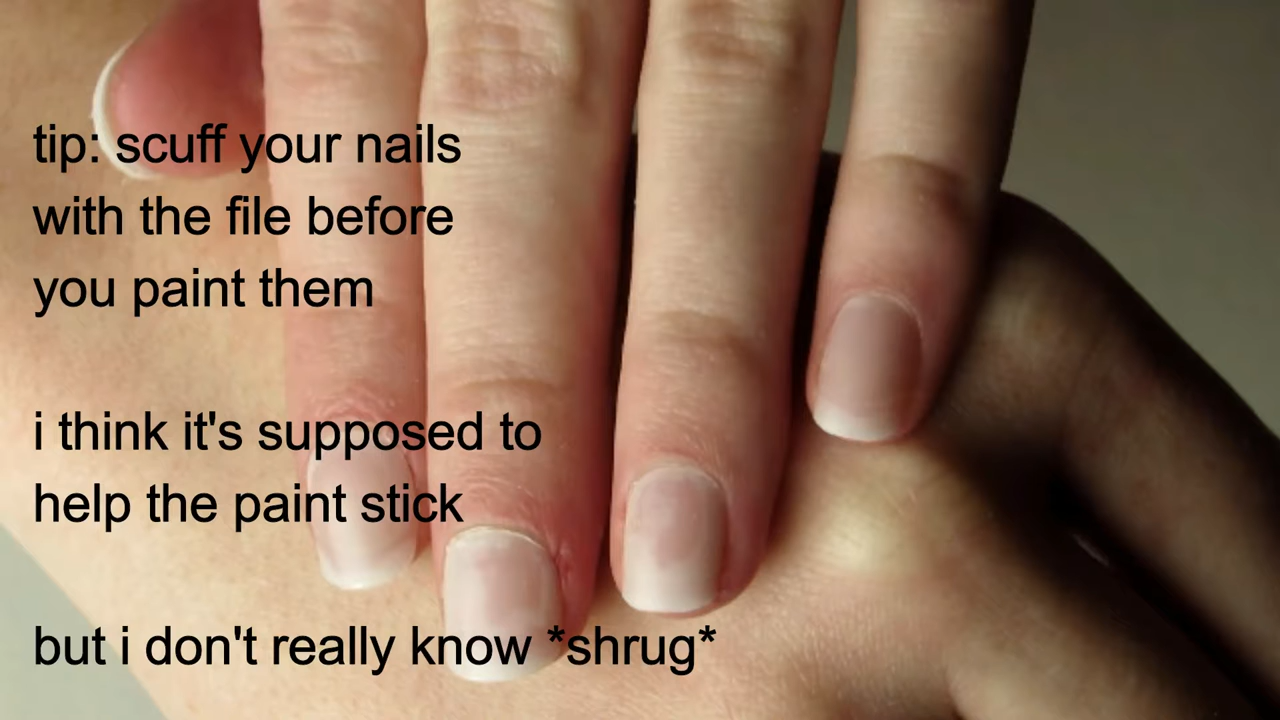 tip: scuff your nails
with the file before
you paint them
i think it's supposed to
help the paint stick
but i don't really know *shrug*